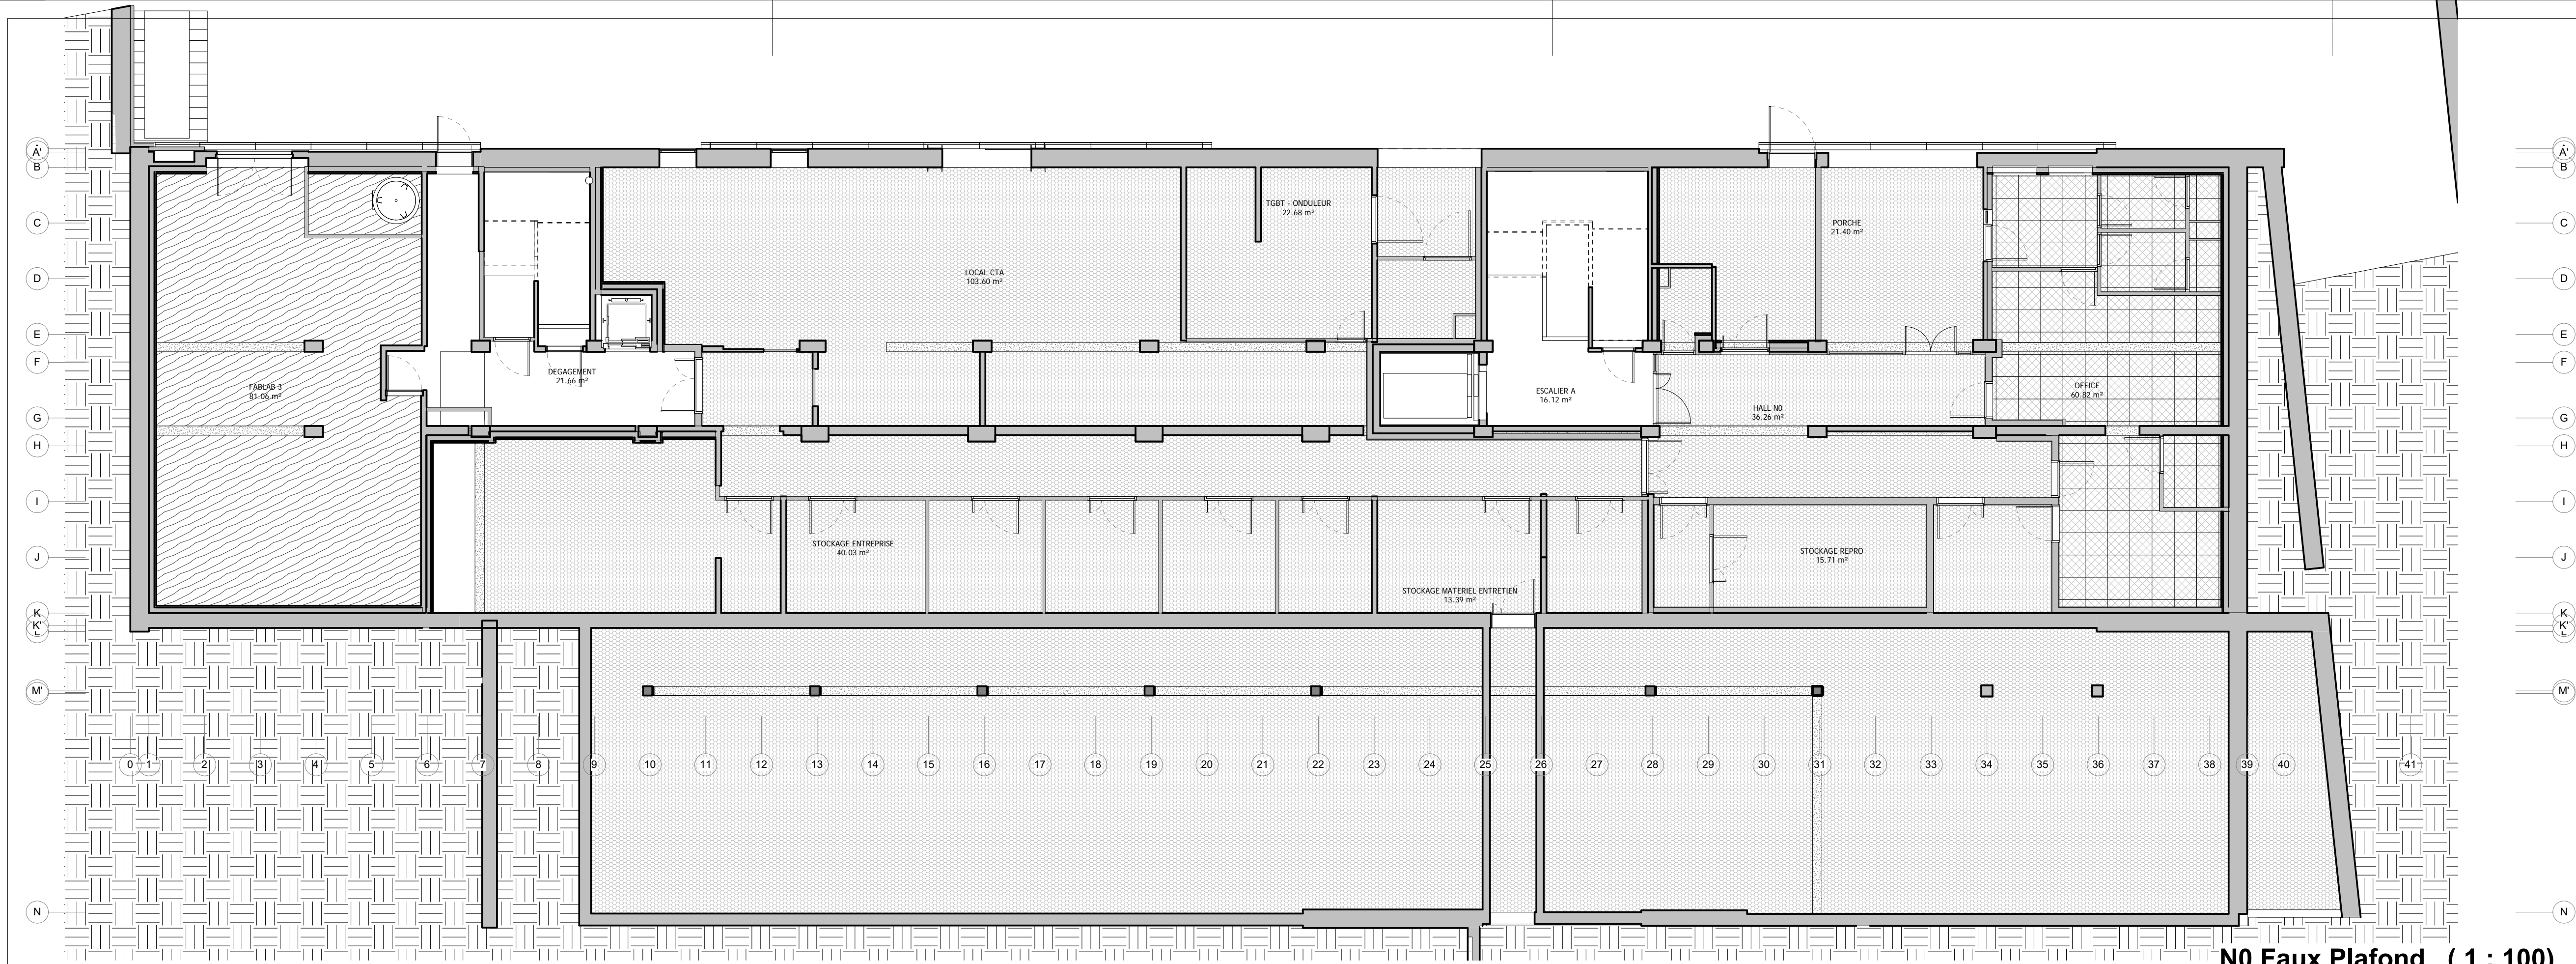 A'
B
C
D
E
F
G
H
I
J
K
K'
L
M'
N
TGBT - ONDULEUR
22.68 m²
PORCHE
21.40 m²
LOCAL CTA
103.60 m²
FABLAB 3
81.06 m²
DEGAGEMENT
21.66 m²
ESCALIER A
16.12 m²
HALL N0
36.26 m²
OFFICE
60.82 m²
STOCKAGE ENTREPRISE
40.03 m²
STOCKAGE REPRO
15.71 m²
STOCKAGE MATERIEL ENTRETIEN
13.39 m²
0 1 2 3 4 5 6 7 8 9 10 11 12 13 14 15 16 17 18 19 20 21 22 23 24 25 26 27 28 29 30 31 32 33 34 35 36 37 38 39 40 41
A'
B
C
D
E
F
G
H
I
J
K
K'
L
M'
N
N0 Faux Plafond ( 1 : 100)